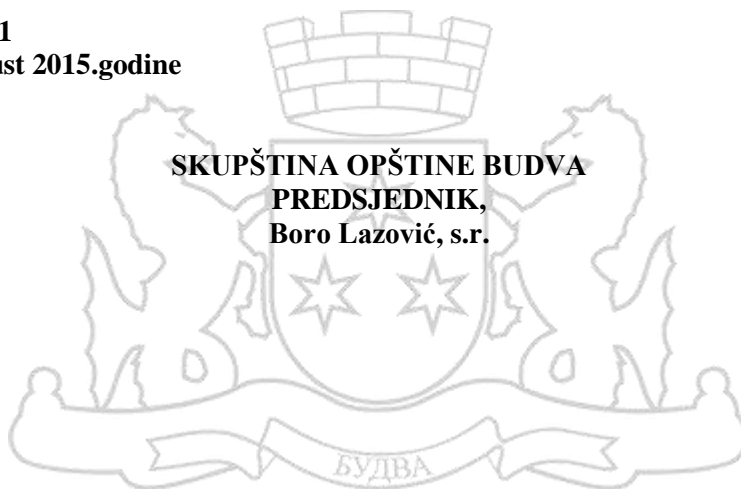 1
ust 2015.godine
SKUPŠTINA OPŠTINE BUDVA
PREDSJEDNIK,
Boro Lazović, s.r.
БУДВА